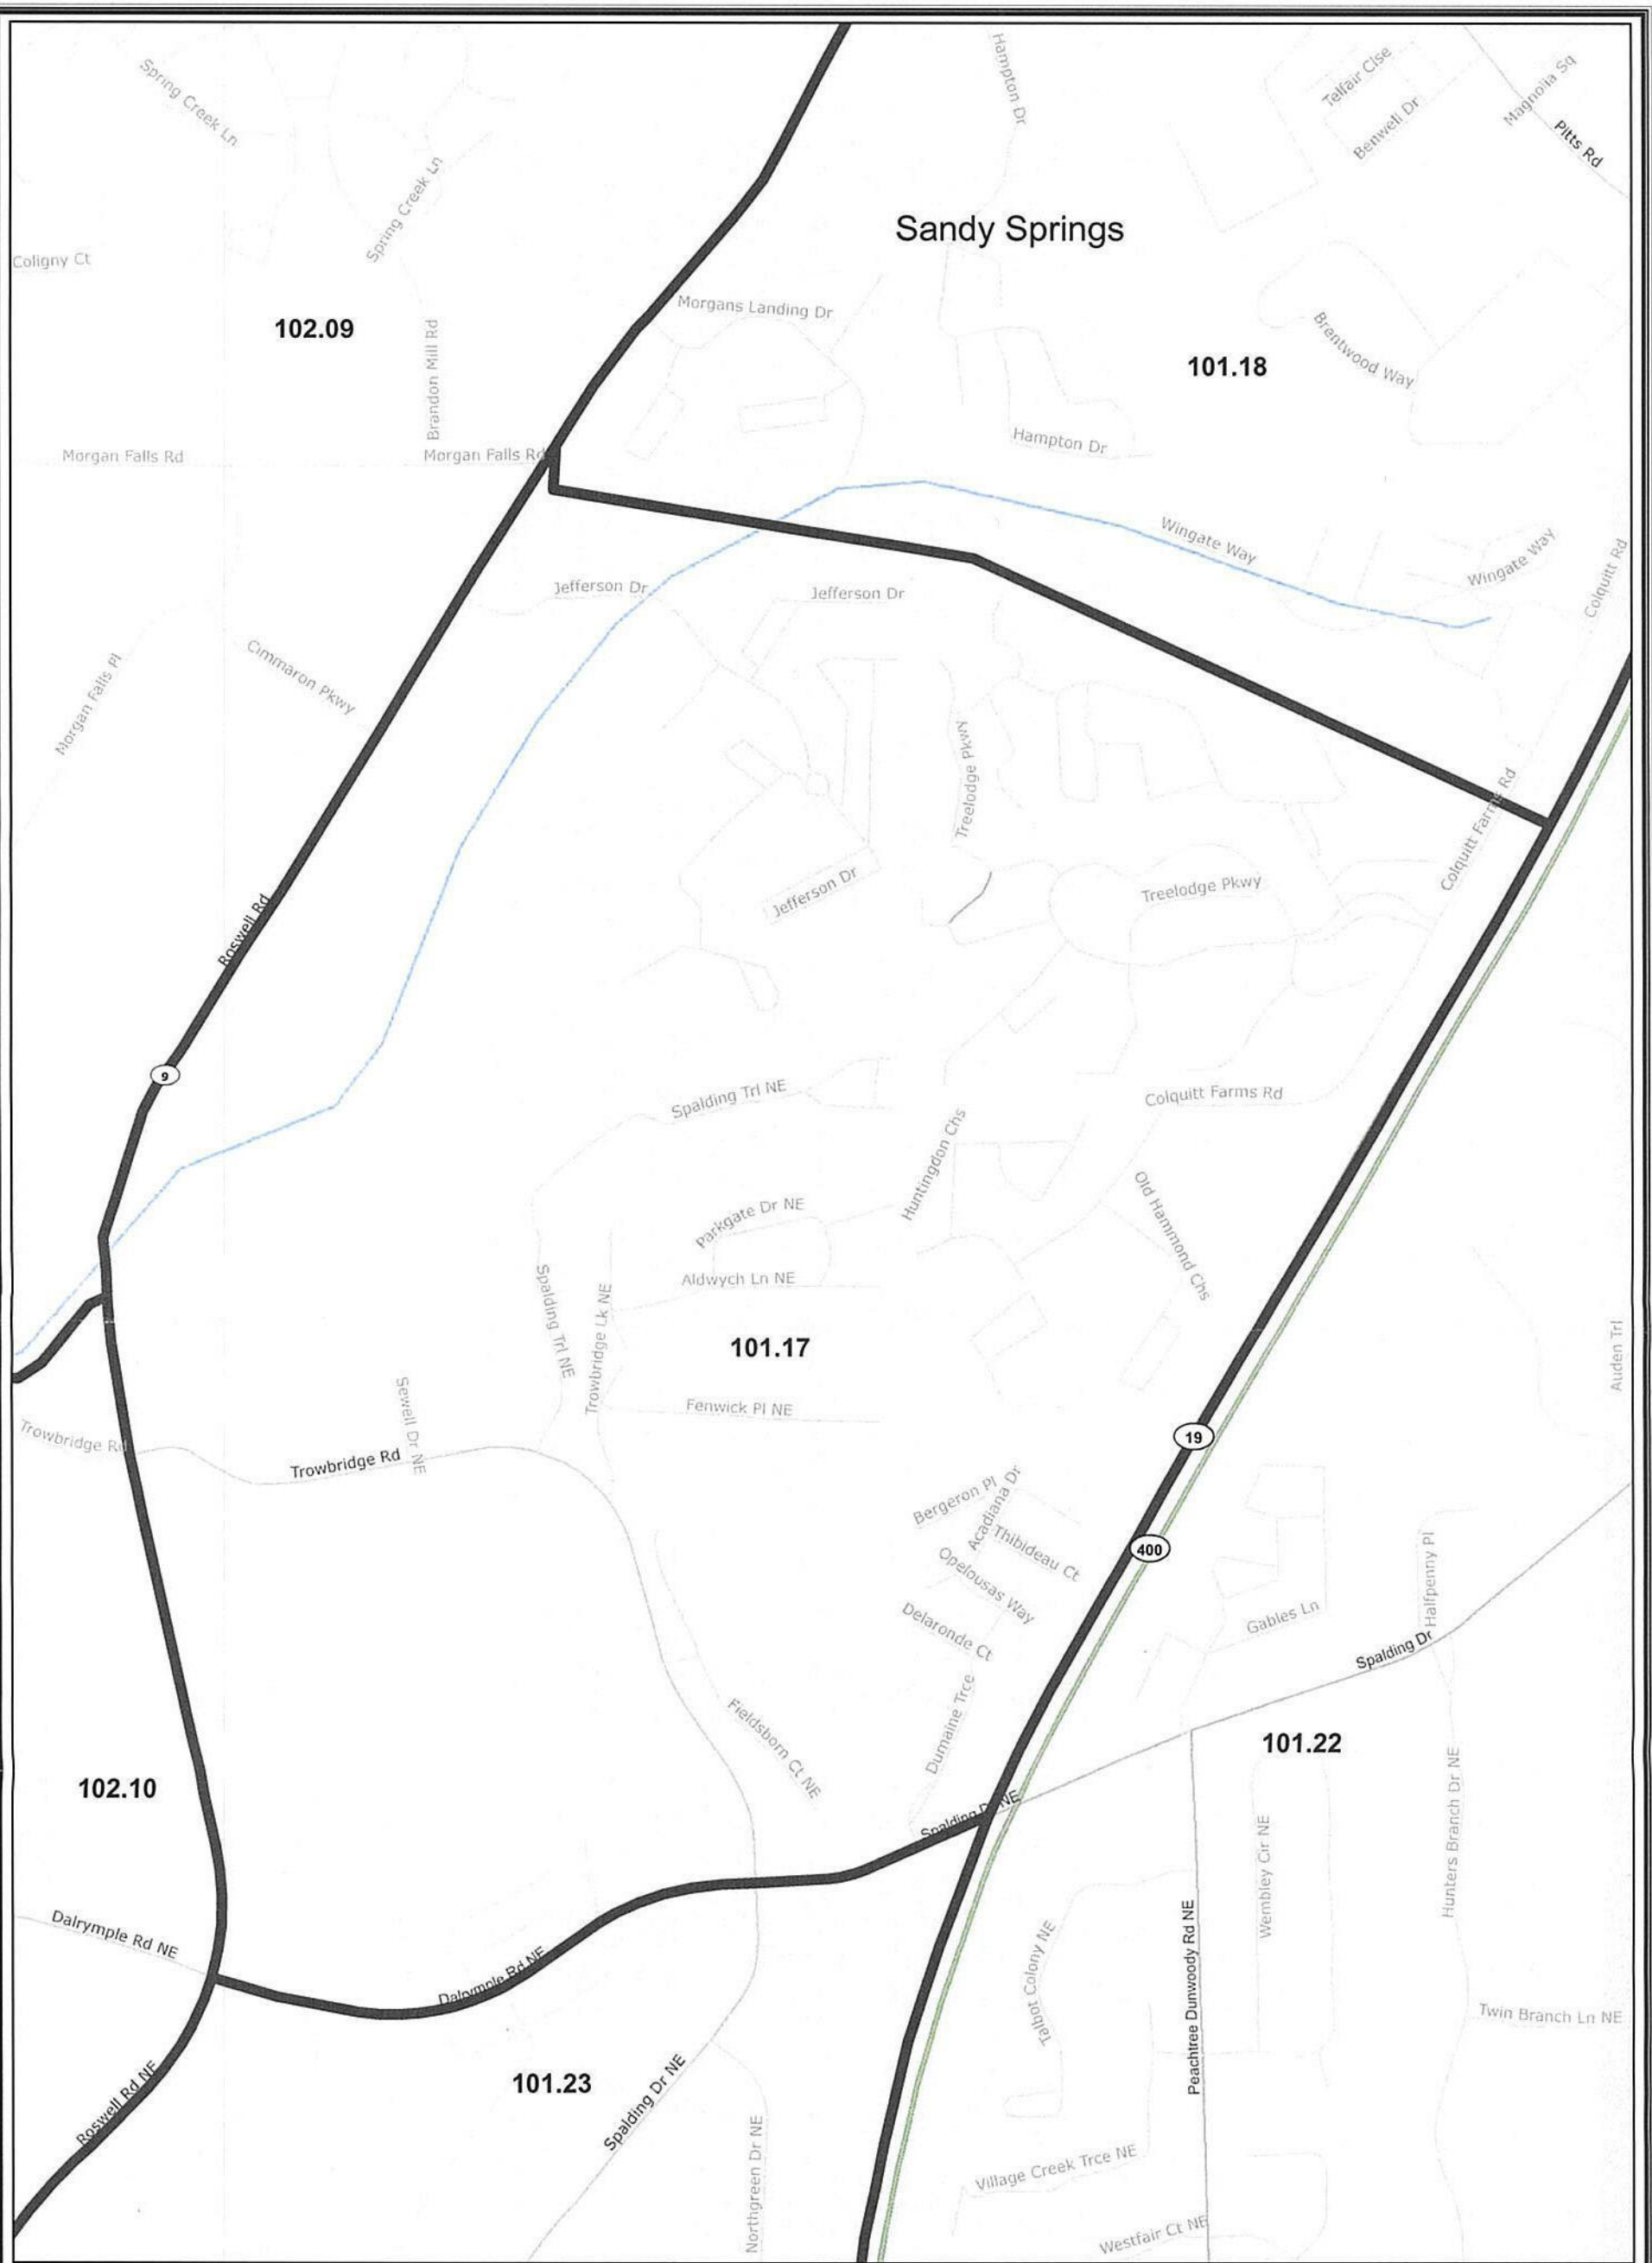 Spring Creek Ln
Hampton Dr
Telfair Clse
Benwell Dr
Magnolia Sq
Pitts Rd
Spring Creek Ln
Sandy Springs
Coligny Ct
102.09
Morgans Landing Dr
Brandon Mill Rd
101.18
Brentwood Way
Morgan Falls Rd
Morgan Falls Rd
Hampton Dr
Wingate Way
Wingate Way
Colquitt Rd
Jefferson Dr
Jefferson Dr
Morgan Falls Pl
Cimmaron Pkwy
Treelodge Pkwy
Colquitt Farms Rd
Jefferson Dr
Treelodge Pkwy
Roswell Rd
9
Spalding Trl NE
Colquitt Farms Rd
Huntingdon Chs
Old Hammond Chs
Parkgate Dr NE
Aldwych Ln NE
Spalding Trl NE
Trowbridge Lk NE
101.17
Auden Trl
Sewell Dr NE
Fenwick Pl NE
Trowbridge Rd
Trowbridge Rd
19
Bergeron Pl
Acadiana Dr
Thibideau Ct
400
Opelousas Way
Delaronde Ct
Halfpenny Pl
Gables Ln
Spalding Dr
Dumaine Trce
Fieldsborn Ct NE
101.22
102.10
Spalding Dr NE
Wembley Cir NE
Hunters Branch Dr NE
Dalrymple Rd NE
Dalrymple Rd NE
Talbot Colony NE
Peachtree Dunwoody Rd NE
Twin Branch Ln NE
Roswell Rd NE
101.23
Spalding Dr NE
Northgreen Dr NE
Village Creek Trce NE
Westfair Ct NE